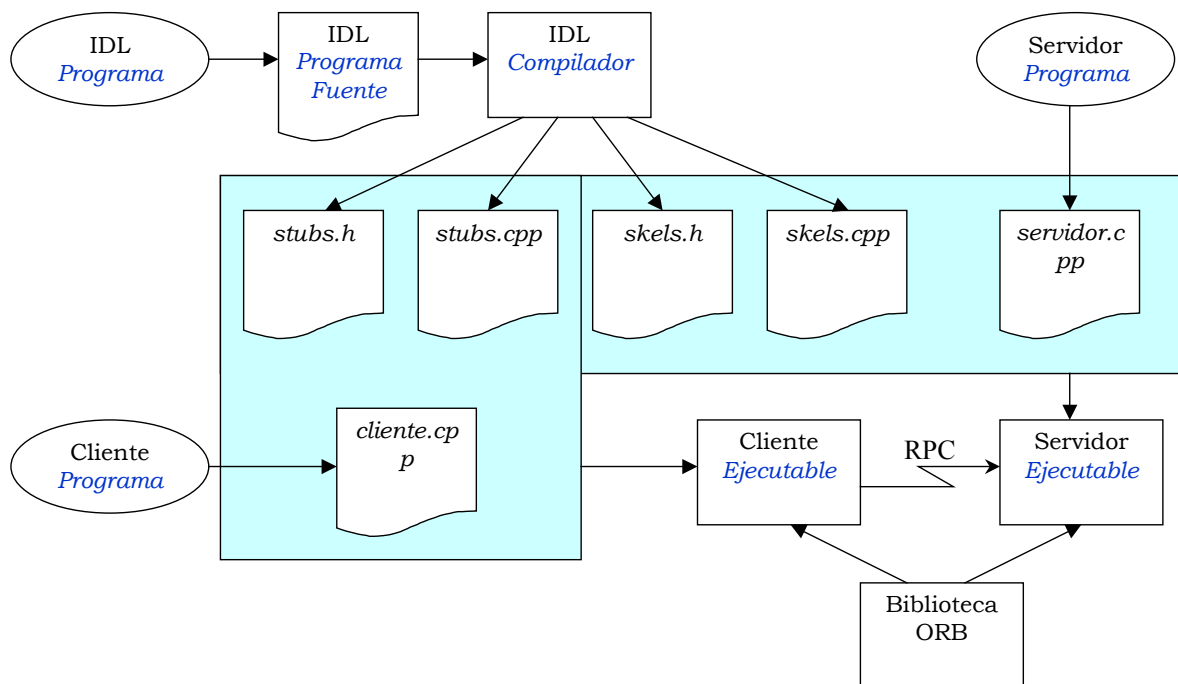 IDL
Programa
IDL
Programa
Fuente
IDL
Compilador
Servidor
Programa
stubs.h
stubs.cpp
skels.h
skels.cpp
servidor.c
pp
Cliente
Programa
cliente.cp
p
Cliente
Ejecutable
RPC
Servidor
Ejecutable
Biblioteca
ORB